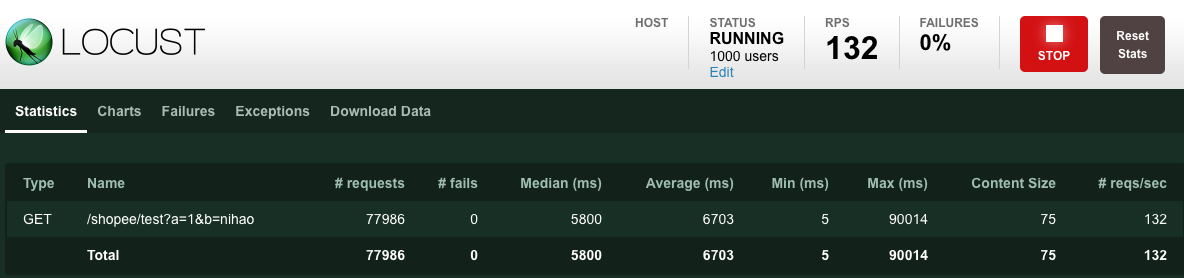 LOCUST
HOST
STATUS
RUNNING
1000 users
Edit
RPS
132
FAILURES
0%
STOP
Reset
Stats
Statistics Charts Failures Exceptions Download Data
Type Name # requests # fails Median (ms) Average (ms) Min (ms) Max (ms) Content Size # reqs/sec
GET /shopee/test?a=1&b=nihao 77986 0 5800 6703 5 90014 75 132
Total 77986 0 5800 6703 5 90014 75 132